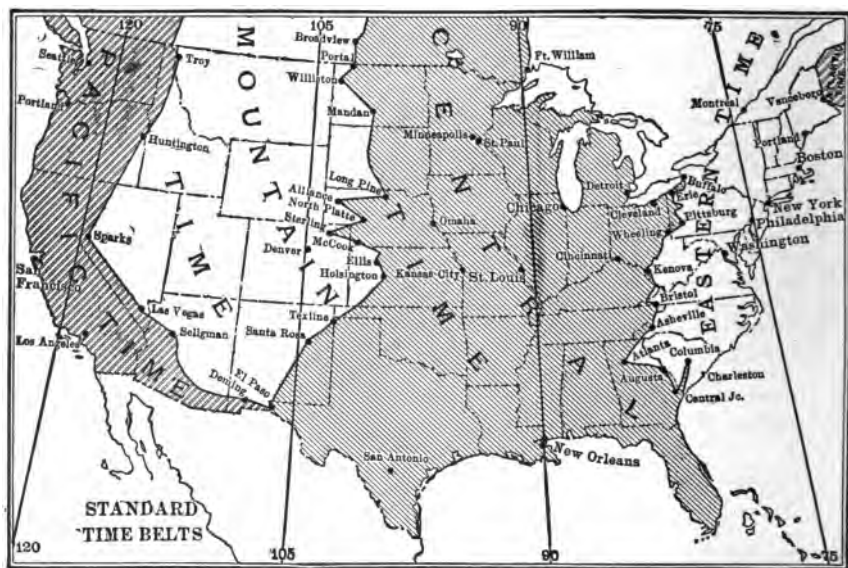 120
105
90
75
Broadview
Portal
Ft. William
Seattle
Troy
Williston
Montreal
Vanceboro
Portland
Mandan
Minneapolis
St. Paul
Portland
Huntington
Boston
Long Pine
Detroit
Buffalo
Alliance
Chicago
Erie
North Platte
Cleveland
New York
Sterling
Omaha
Pittsburg
Philadelphia
Sparks
Wheeling
Washington
Denver
McCook
Cincinnati
Ellis
Kansas City
St. Louis
Kenova
San
Francisco
Hoisington
Las Vegas
Bristol
Texline
Los Angeles
Seligman
Santa Rosa
Asheville
Atlanta
Columbia
El Paso
Deming
Augusta
Charleston
Central Jc.
San Antonio
New Orleans
PACIFIC
TIME
MOUNTAIN
TIME
CENTRAL
TIME
EASTERN
TIME
STANDARD
TIME BELTS
120
105
90
75